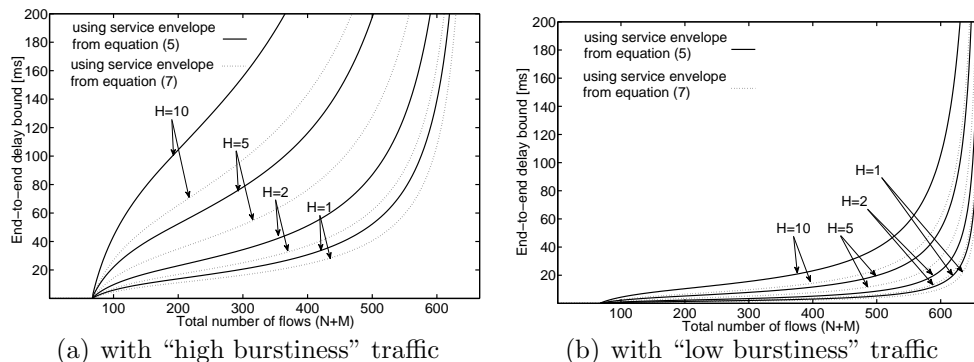 200
180
160
140
120
100
80
60
40
20
End-to-end delay bound [ms]
using service envelope
from equation (5)
using service envelope
from equation (7)
H=10
H=5
H=2
H=1
100 200 300 400 500 600
Total number of flows (N+M)
(a) with “high burstiness” traffic
200
180
160
140
120
100
80
60
40
20
End-to-end delay bound [ms]
using service envelope
from equation (5)
using service envelope
from equation (7)
H=1
H=2
H=10
H=5
00 100 200 300 400 500 600
Total number of flows (N+M)
(b) with “low burstiness” traffic